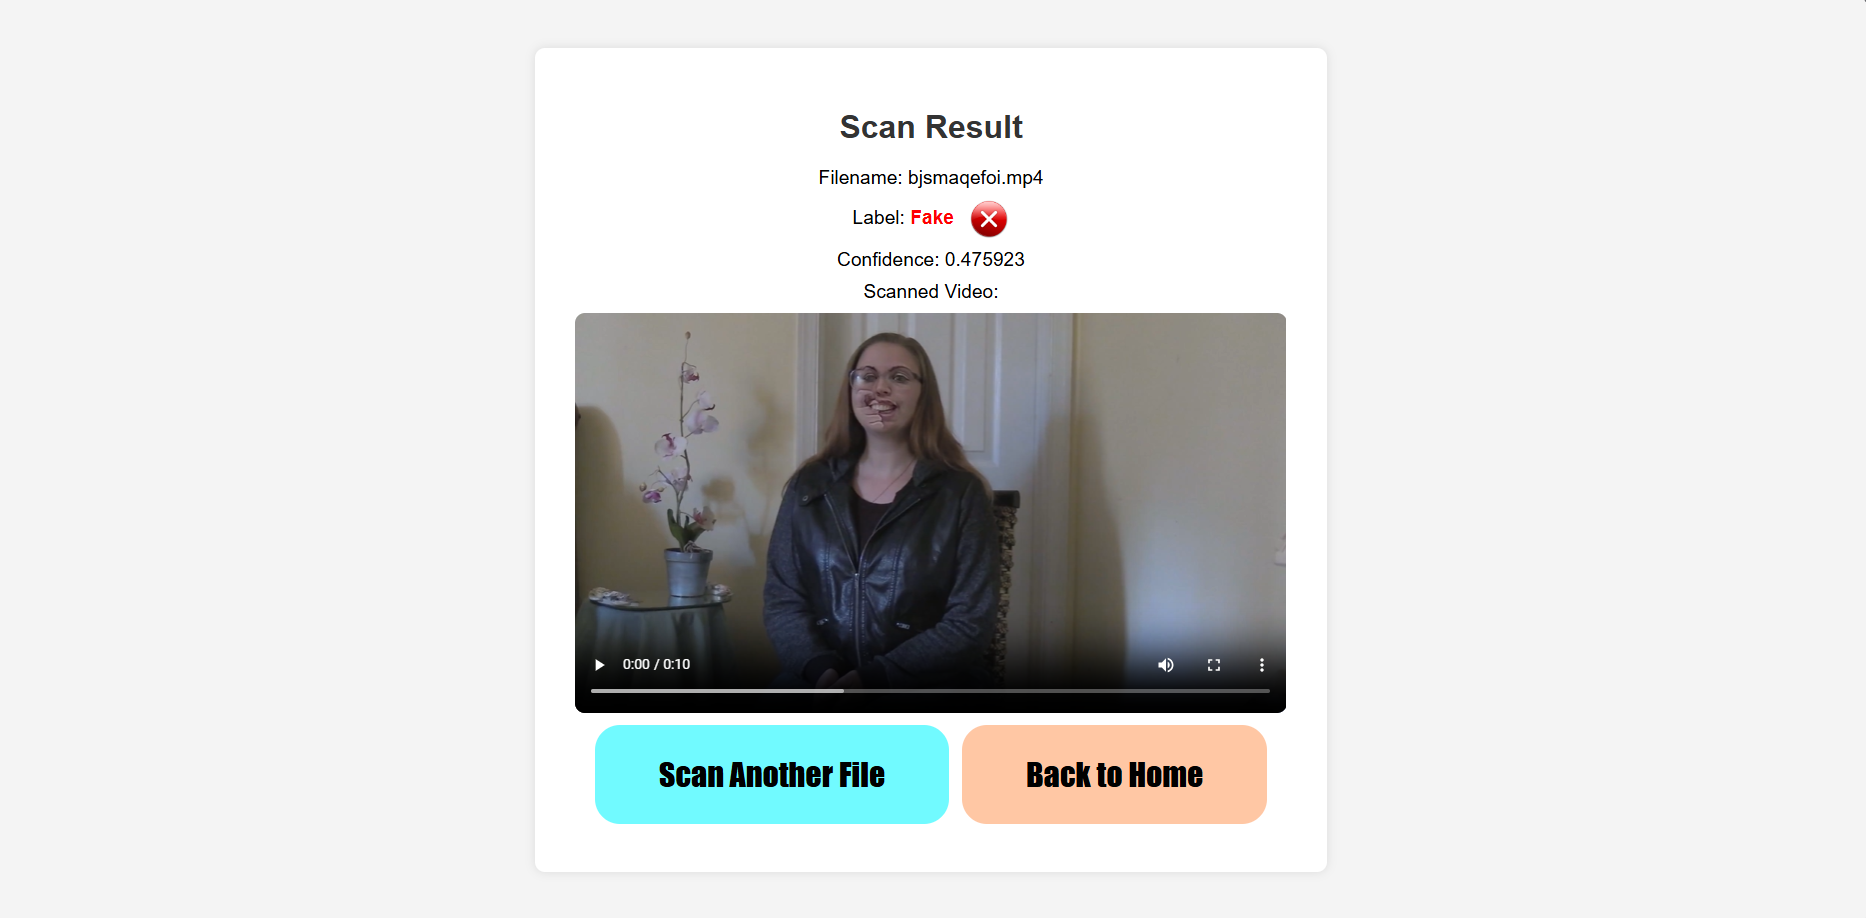 Scan Result
Filename: bjsmaqefoi.mp4
Label: Fake
Confidence: 0.475923
Scanned Video:
0:00 / 0:10
Scan Another File
Back to Home